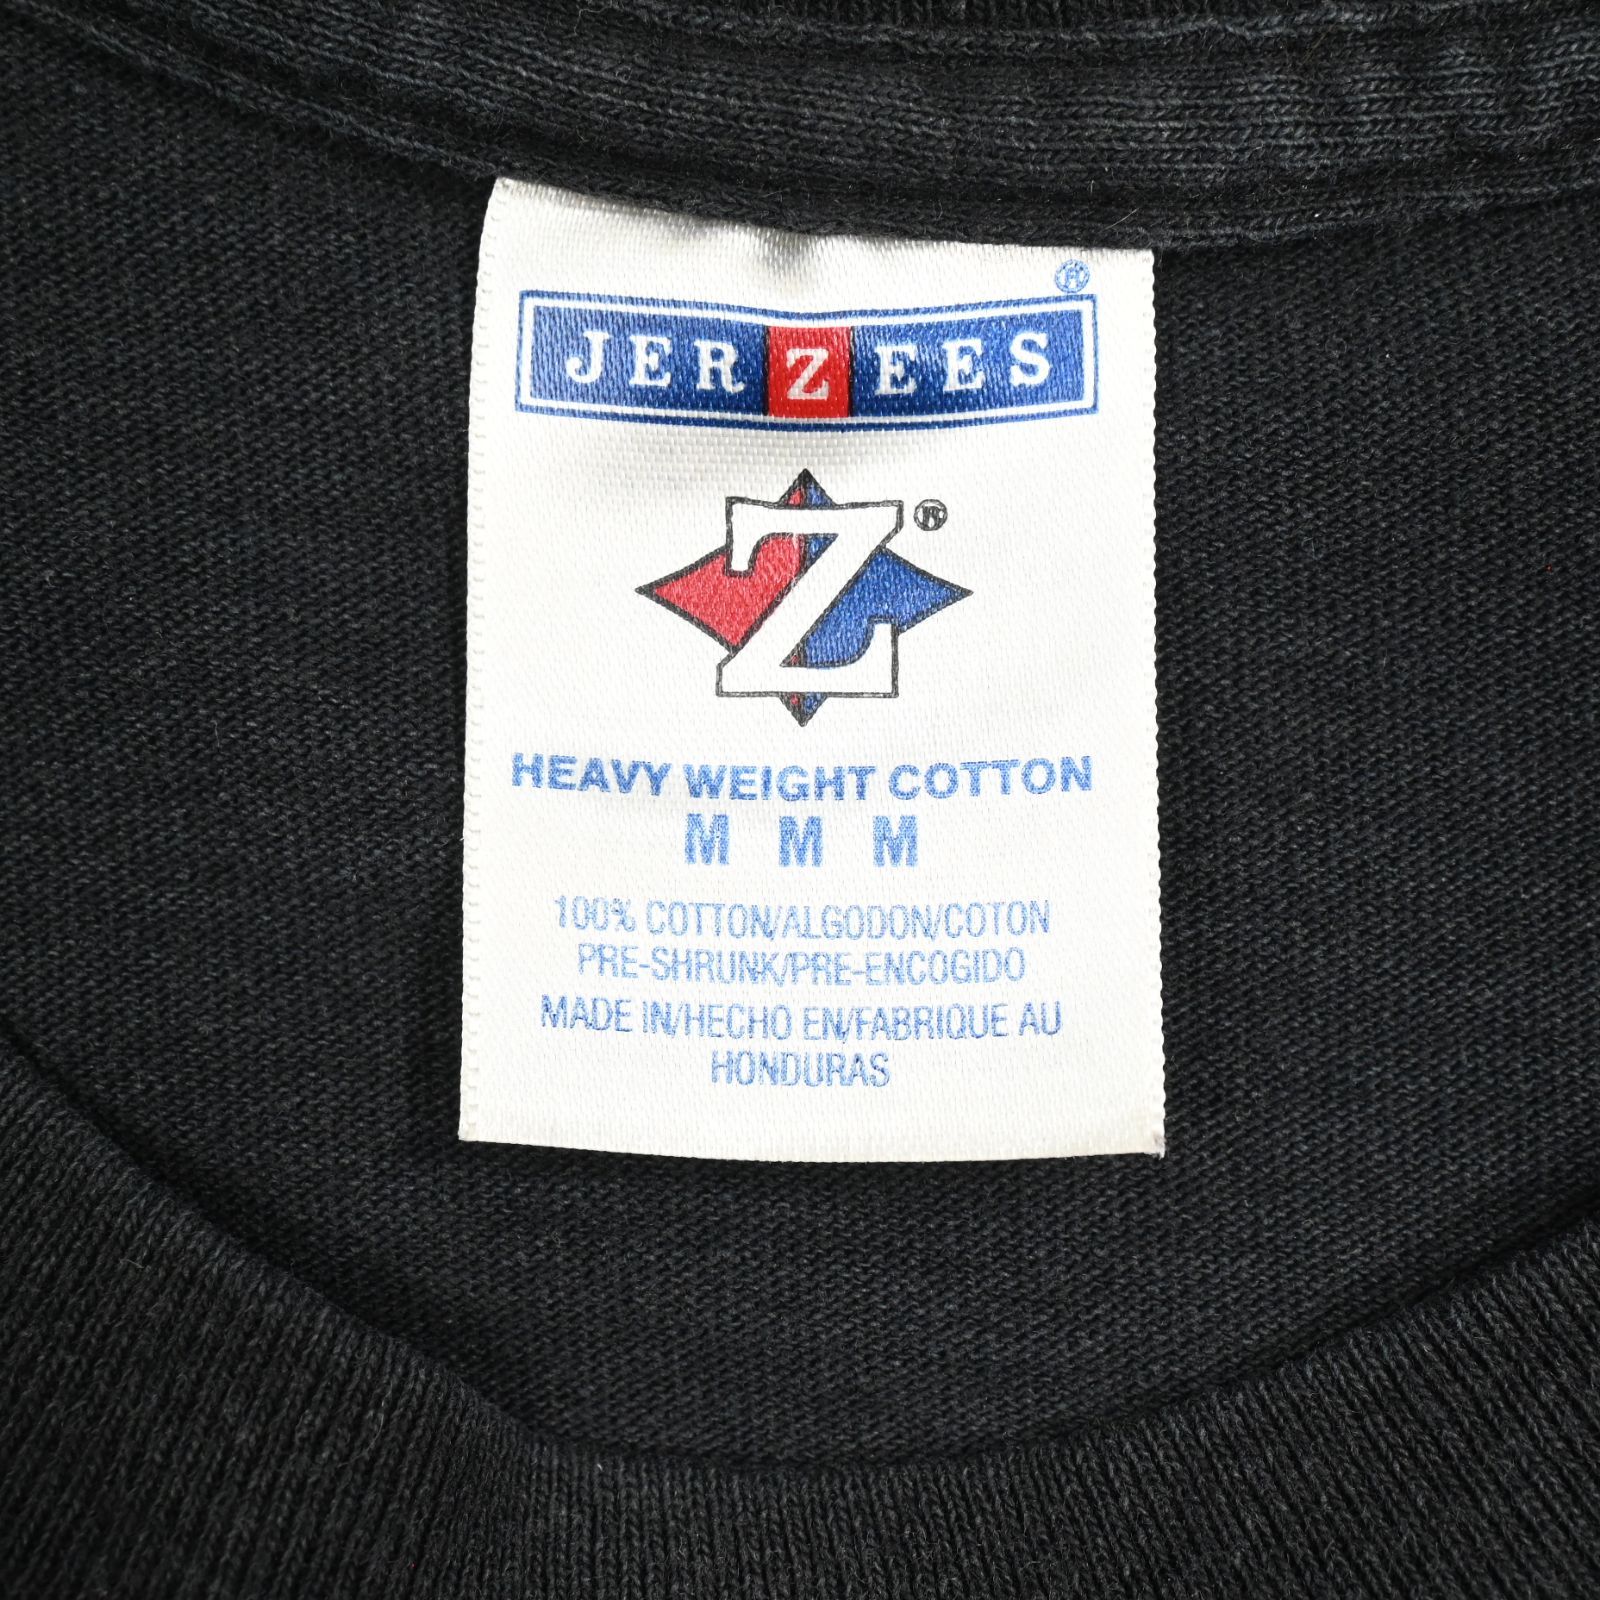 ®
JERZEES
Z®
HEAVY WEIGHT COTTON
M M M
100% COTTON/ALGODON/COTON
PRE-SHRUNK/PRE-ENCOGIDO
MADE IN/HECHO EN/FABRIQUE AU
HONDURAS